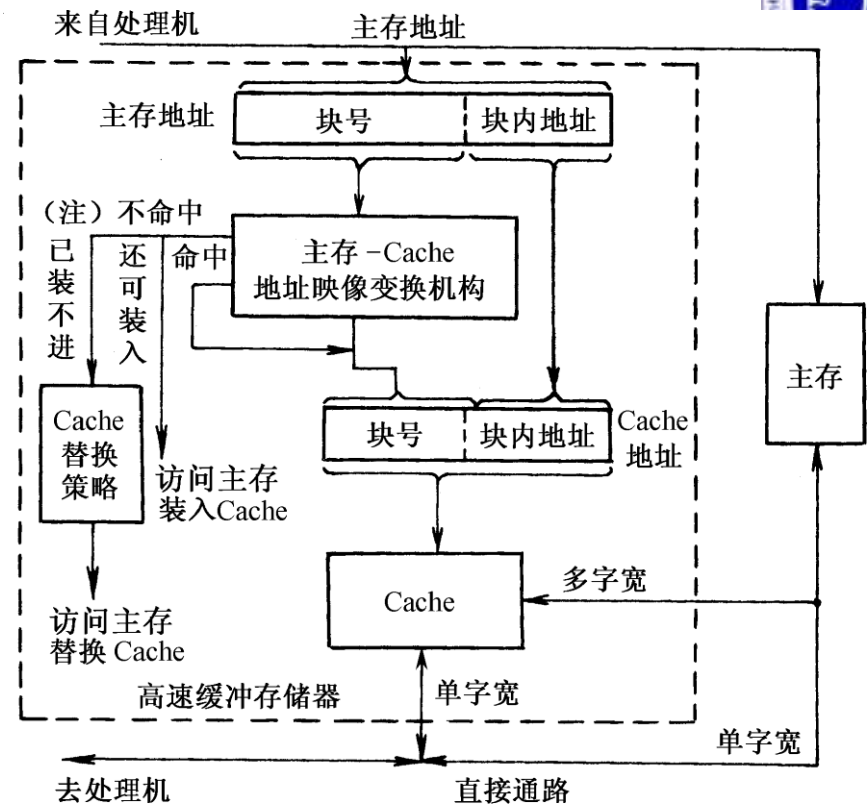 来自处理机
主存地址
主存地址
块号
块内地址
(注)不命中
已装不进
还可装入
命中
主存-Cache
地址映像变换机构
主存
Cache
替换
策略
块号
块内地址
Cache
地址
访问主存
装入Cache
Cache
多字宽
访问主存
替换Cache
高速缓冲存储器
单字宽
单字宽
去处理机
直接通路